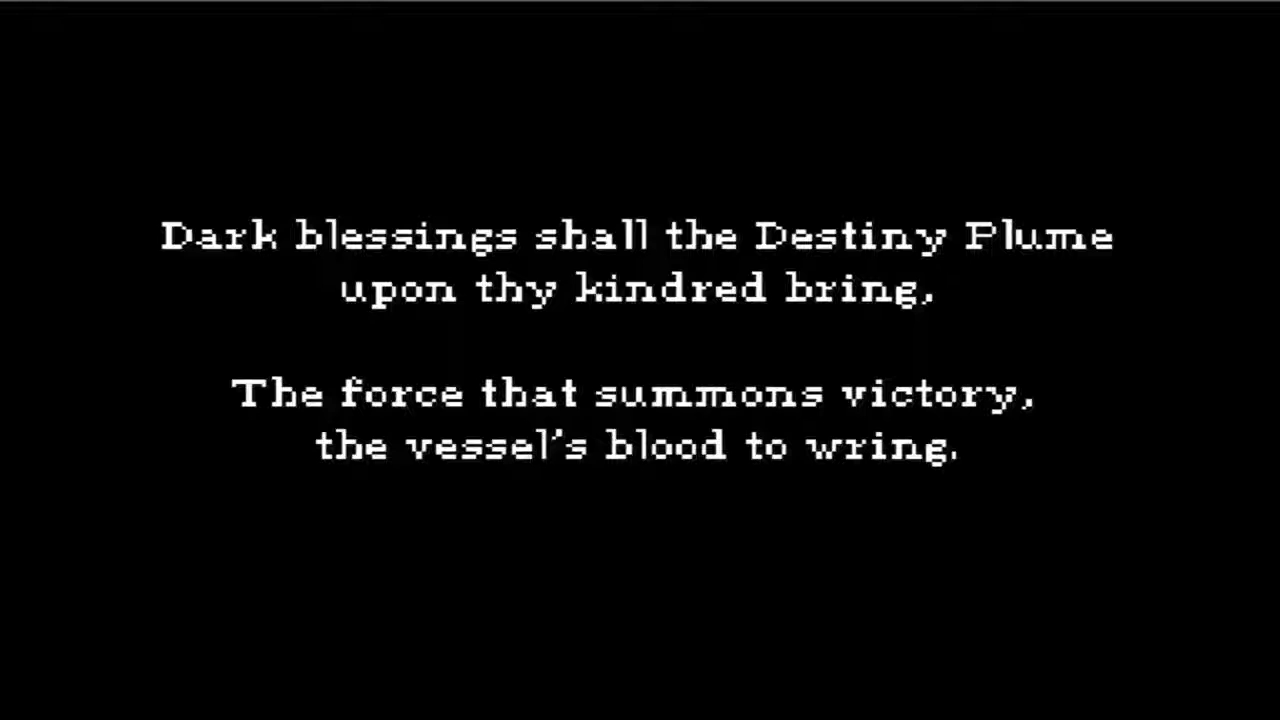 Dark blessings shall the Destiny Plume
upon thy kindred bring,
The force that summons victory,
the vessel's blood to wring.